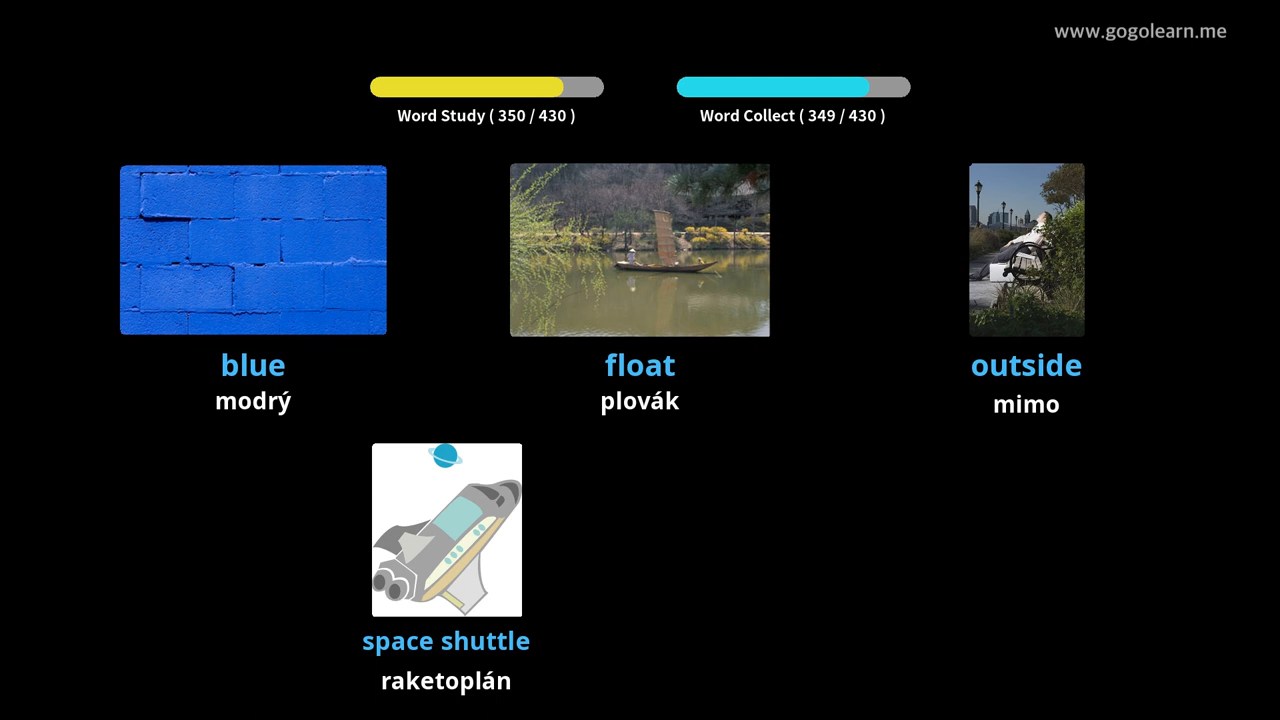 www.gogolearn.me
Word Study ( 350 / 430 )
Word Collect ( 349 / 430 )
blue
modrý
float
plovák
outside
mimo
space shuttle
raketoplán